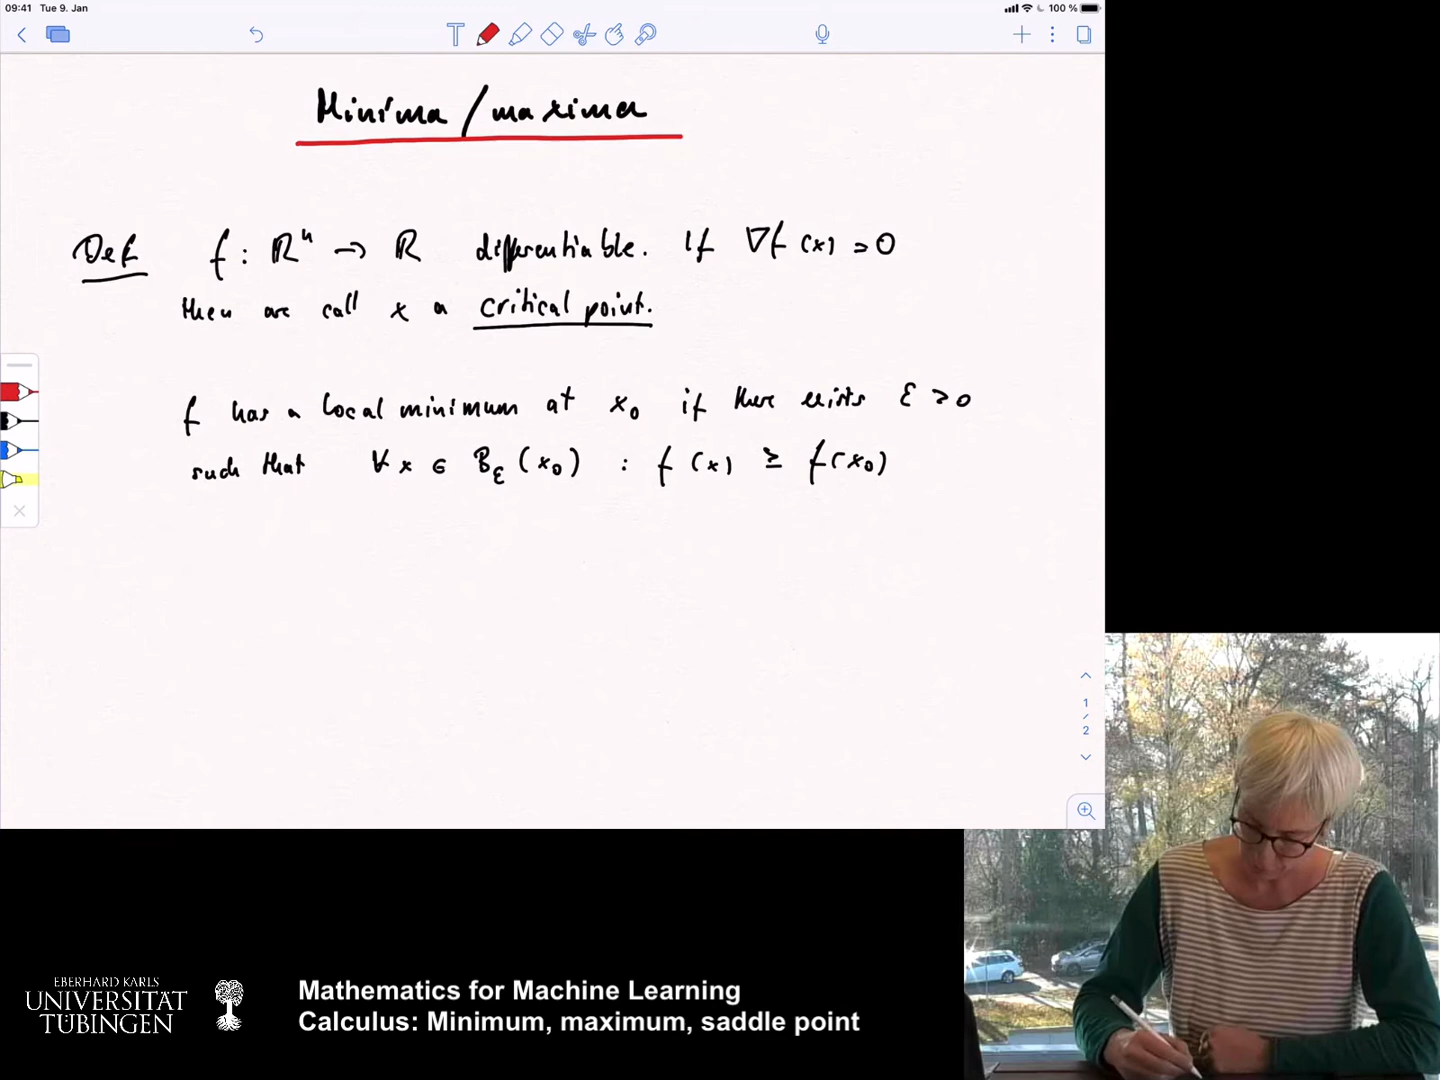 09:41 Tue 9. Jan
100 %
Minima / maxima
Def f : ℝⁿ → ℝ differentiable. If ∇f (x) = 0
then we call x a critical point.
f has a local minimum at x₀ if there exists ε > 0
such that ∀ x ∈ B_ε (x₀) : f (x) ≥ f(x₀)
1
/
2
EBERHARD KARLS
UNIVERSITÄT
TÜBINGEN
Mathematics for Machine Learning
Calculus: Minimum, maximum, saddle point